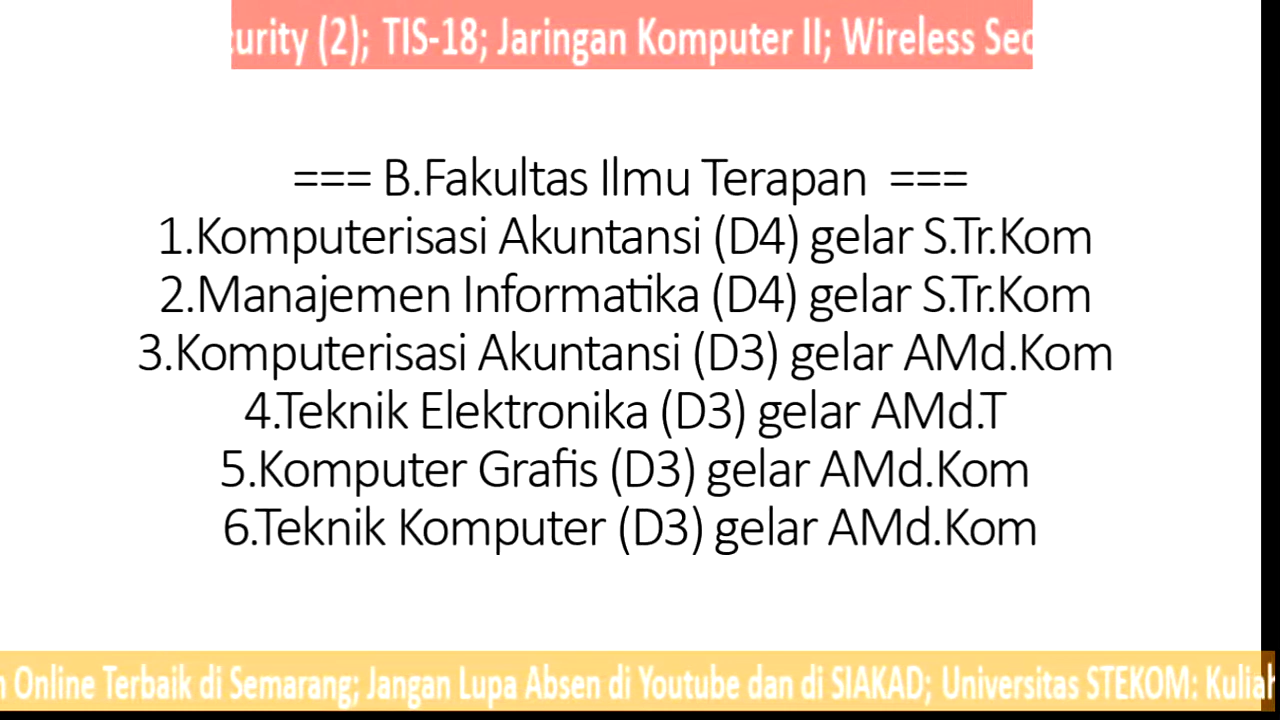 (2); TIS-18; Jaringan Komputer II; Wireless
=== B.Fakultas Ilmu Terapan ===
1.Komputerisasi Akuntansi (D4) gelar S.Tr.Kom
2.Manajemen Informatika (D4) gelar S.Tr.Kom
3.Komputerisasi Akuntansi (D3) gelar AMd.Kom
4.Teknik Elektronika (D3) gelar AMd.T
5.Komputer Grafis (D3) gelar AMd.Kom
6.Teknik Komputer (D3) gelar AMd.Kom
Online Terbaik di Semarang; Jangan Lupa Absen di Youtube dan di SIAKAD; Universitas STEKOM: Kuliah